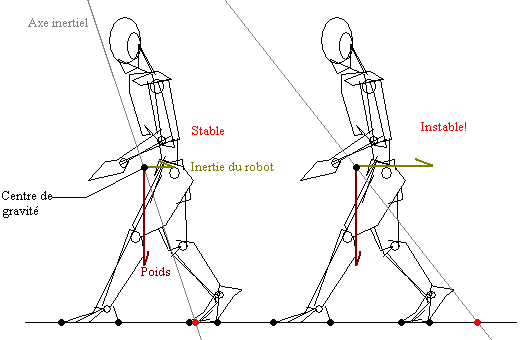 Axe inertiel
Stable
Instable!
Inertie du robot
Centre de
gravité
Poids